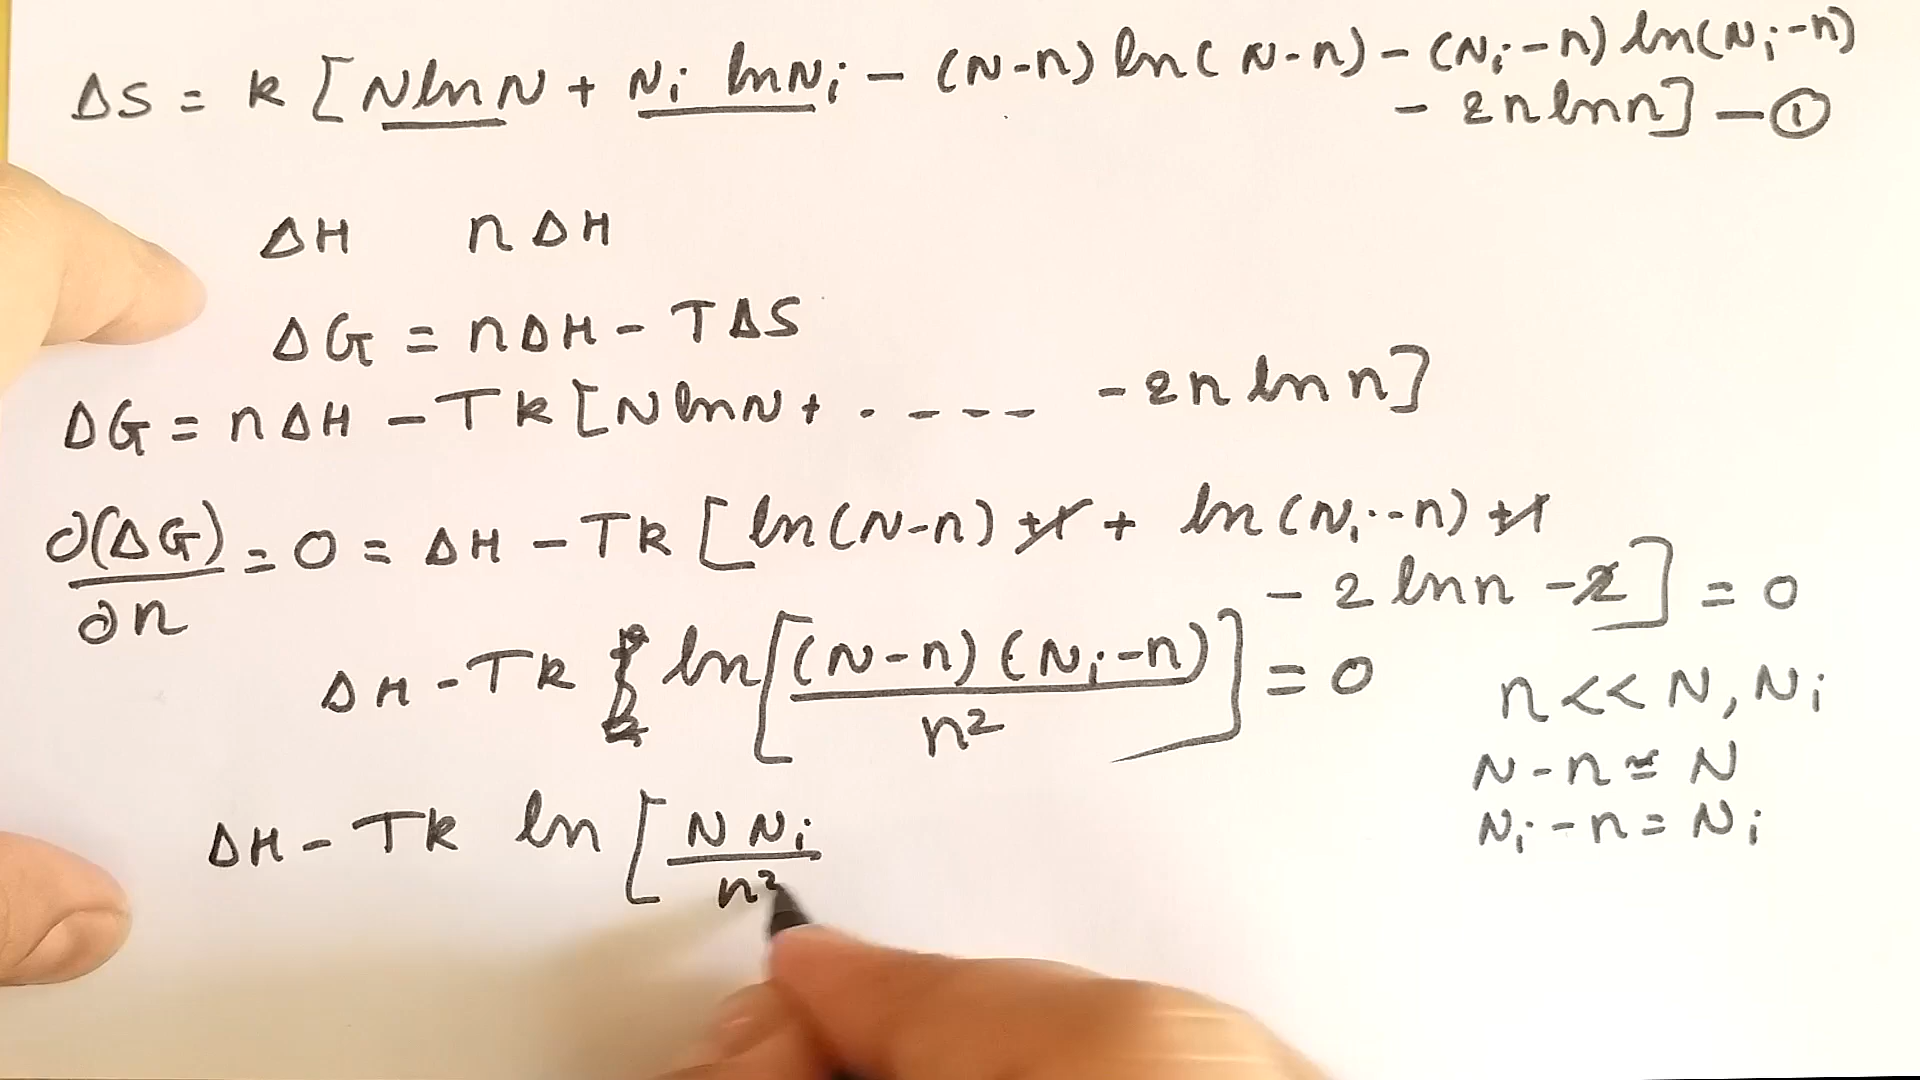 ΔS = k [N ln N + Ni ln Ni - (N-n) ln (N-n) - (Ni-n) ln (Ni-n)
- 2n ln n] — ①
ΔH nΔH
ΔG = nΔH - TΔS
ΔG = nΔH - Tk [N ln N + . - - - - 2n ln n]
∂(ΔG)/∂n = 0 = ΔH - Tk [ln (N-n) +1 + ln (Ni-n) +1
- 2 ln n - 2] = 0
ΔH - Tk ln [(N-n) (Ni-n)/n²] = 0
n << N, Ni
N-n ≈ N
Ni-n = Ni
ΔH - Tk ln [N Ni/n²